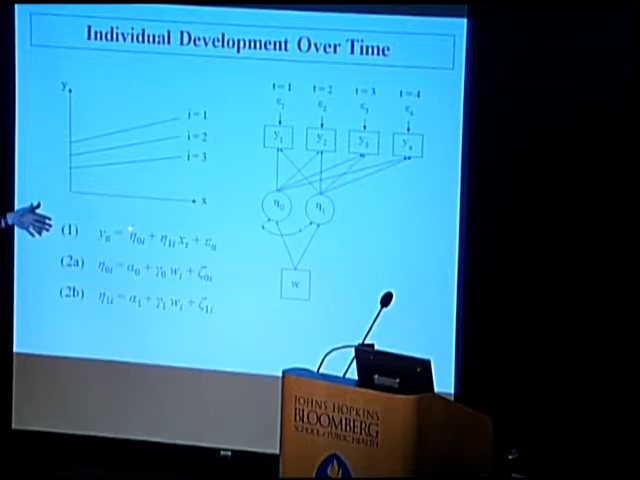 Individual Development Over Time
y
i = 1
i = 2
i = 3
x
t = 1 t = 2 t = 3 t = 4
ε₁ ε₂ ε₃ ε₄
y₁ y₂ y₃ y₄
η₀ η₁
w
(1) yₜᵢ = η₀ᵢ + η₁ᵢ xₜ + εₜᵢ
(2a) η₀ᵢ = α₀ + γ₀ wᵢ + ζ₀ᵢ
(2b) η₁ᵢ = α₁ + γ₁ wᵢ + ζ₁ᵢ
JOHNS HOPKINS
BLOOMBERG
SCHOOL of PUBLIC HEALTH